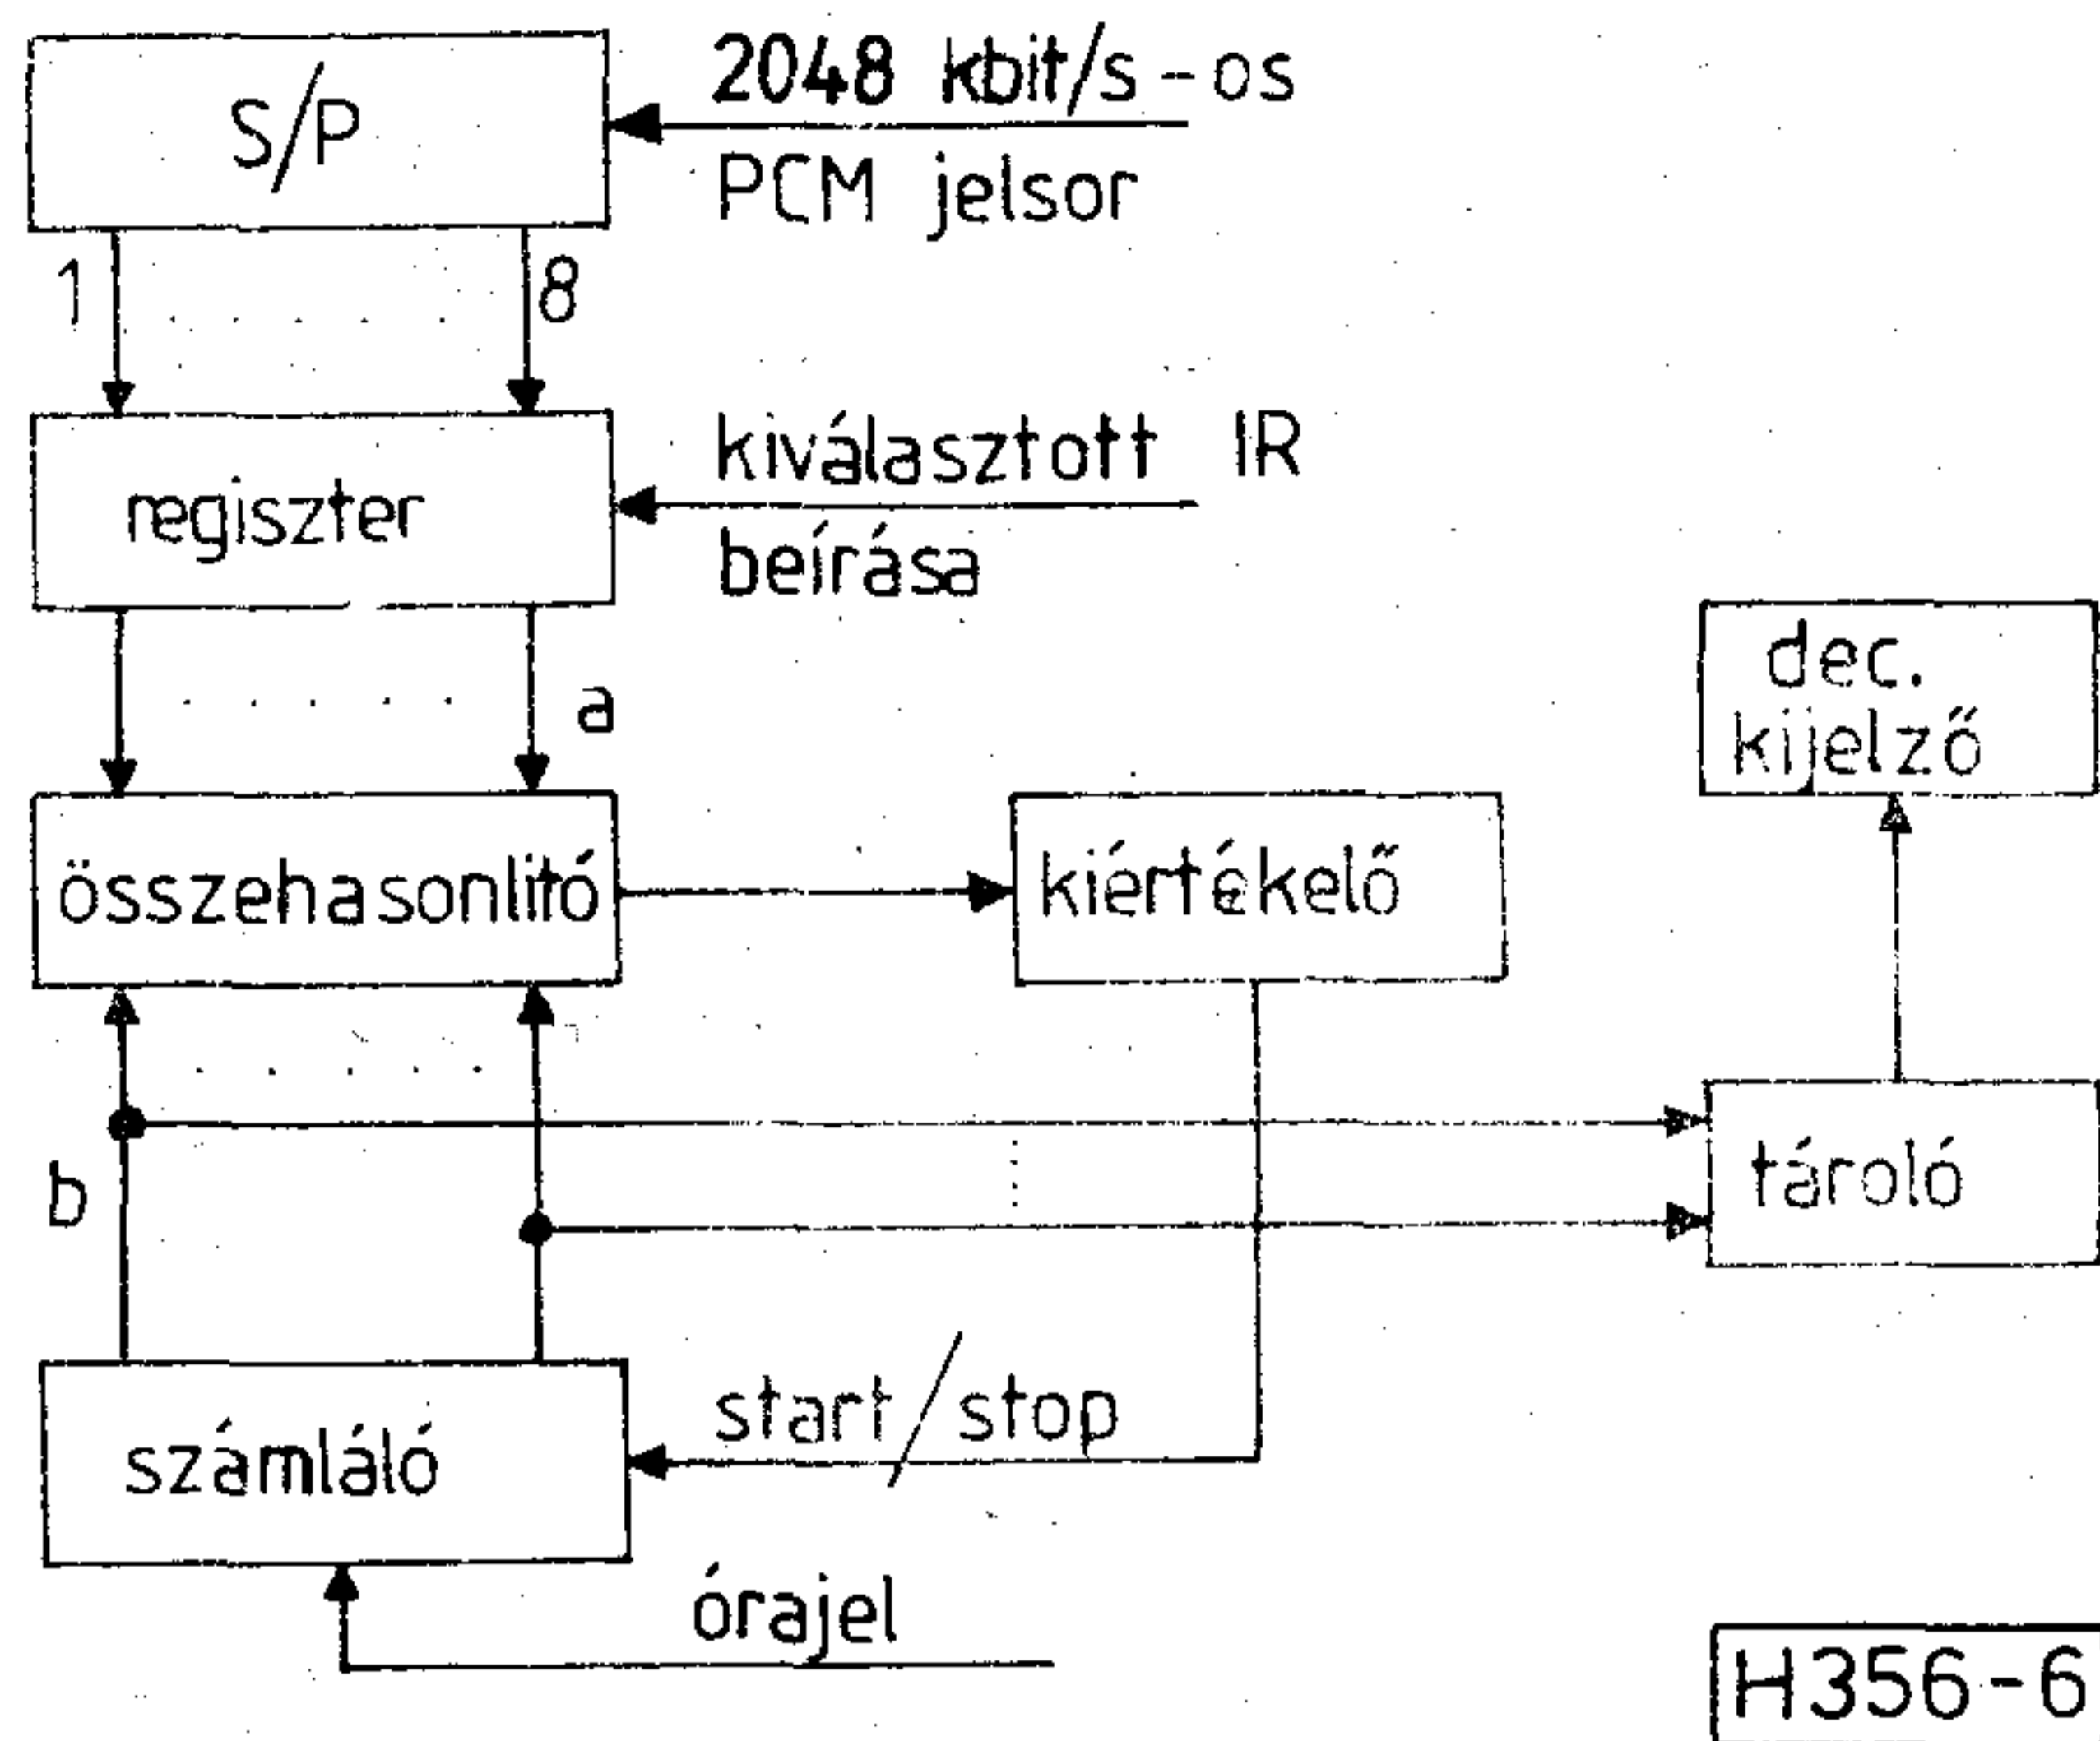 S/P
2048 kbit/s-os
PCM jelsor
1
8
regiszter
kiválasztott IR
beírása
a
dec.
kijelző
összehasonlító
kiértékelő
b
tároló
start/stop
számláló
órajel
H356-6